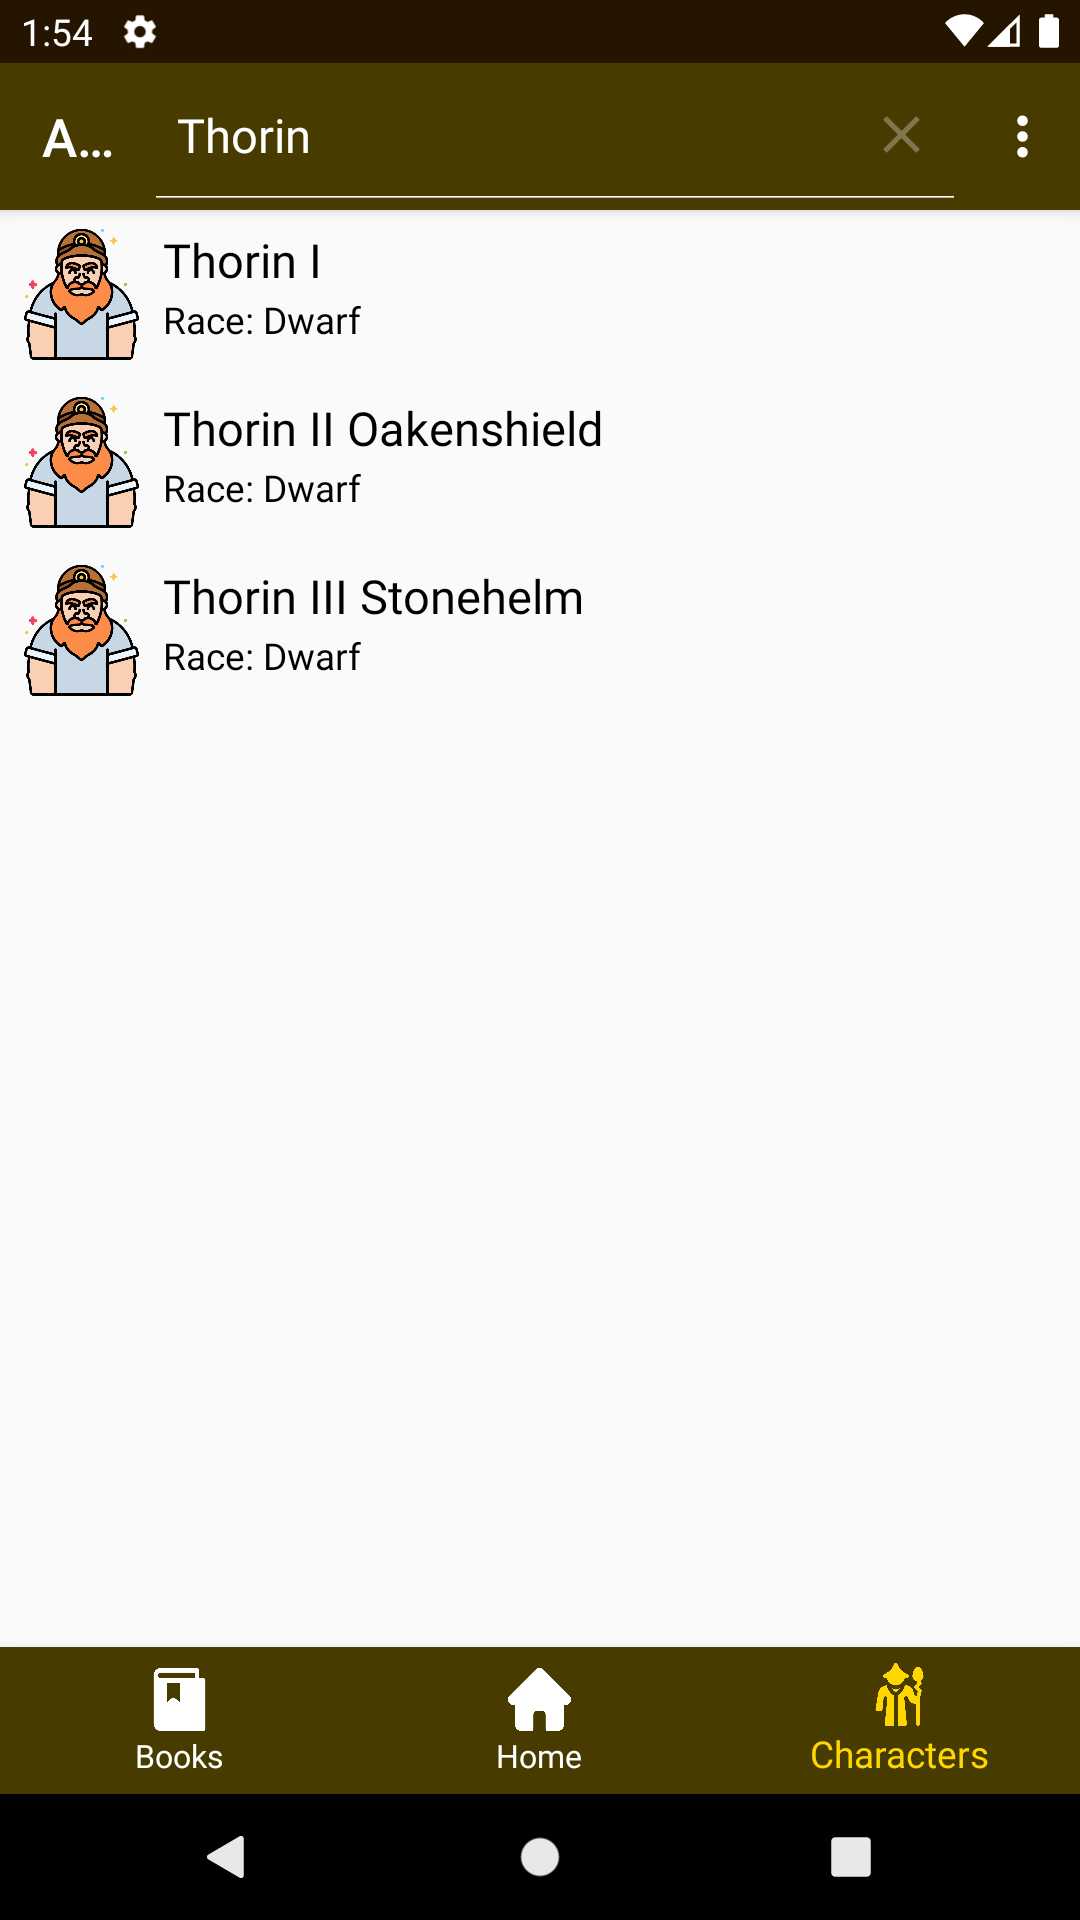 1:54
A...
Thorin
Thorin I
Race: Dwarf
Thorin II Oakenshield
Race: Dwarf
Thorin III Stonehelm
Race: Dwarf
Books
Home
Characters